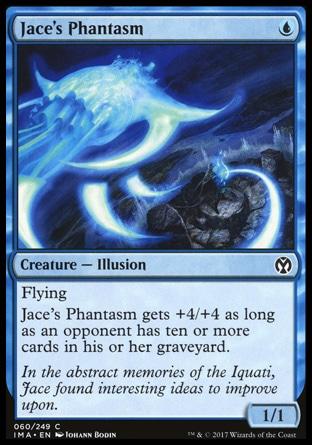 Jace's Phantasm
Creature — Illusion
Flying
Jace's Phantasm gets +4/+4 as long
as an opponent has ten or more
cards in his or her graveyard.
In the abstract memories of the Iquati,
Jace found interesting ideas to improve
upon.
1/1
060/249 C
IMA • EN Johann Bodin
™ & © 2017 Wizards of the Coast